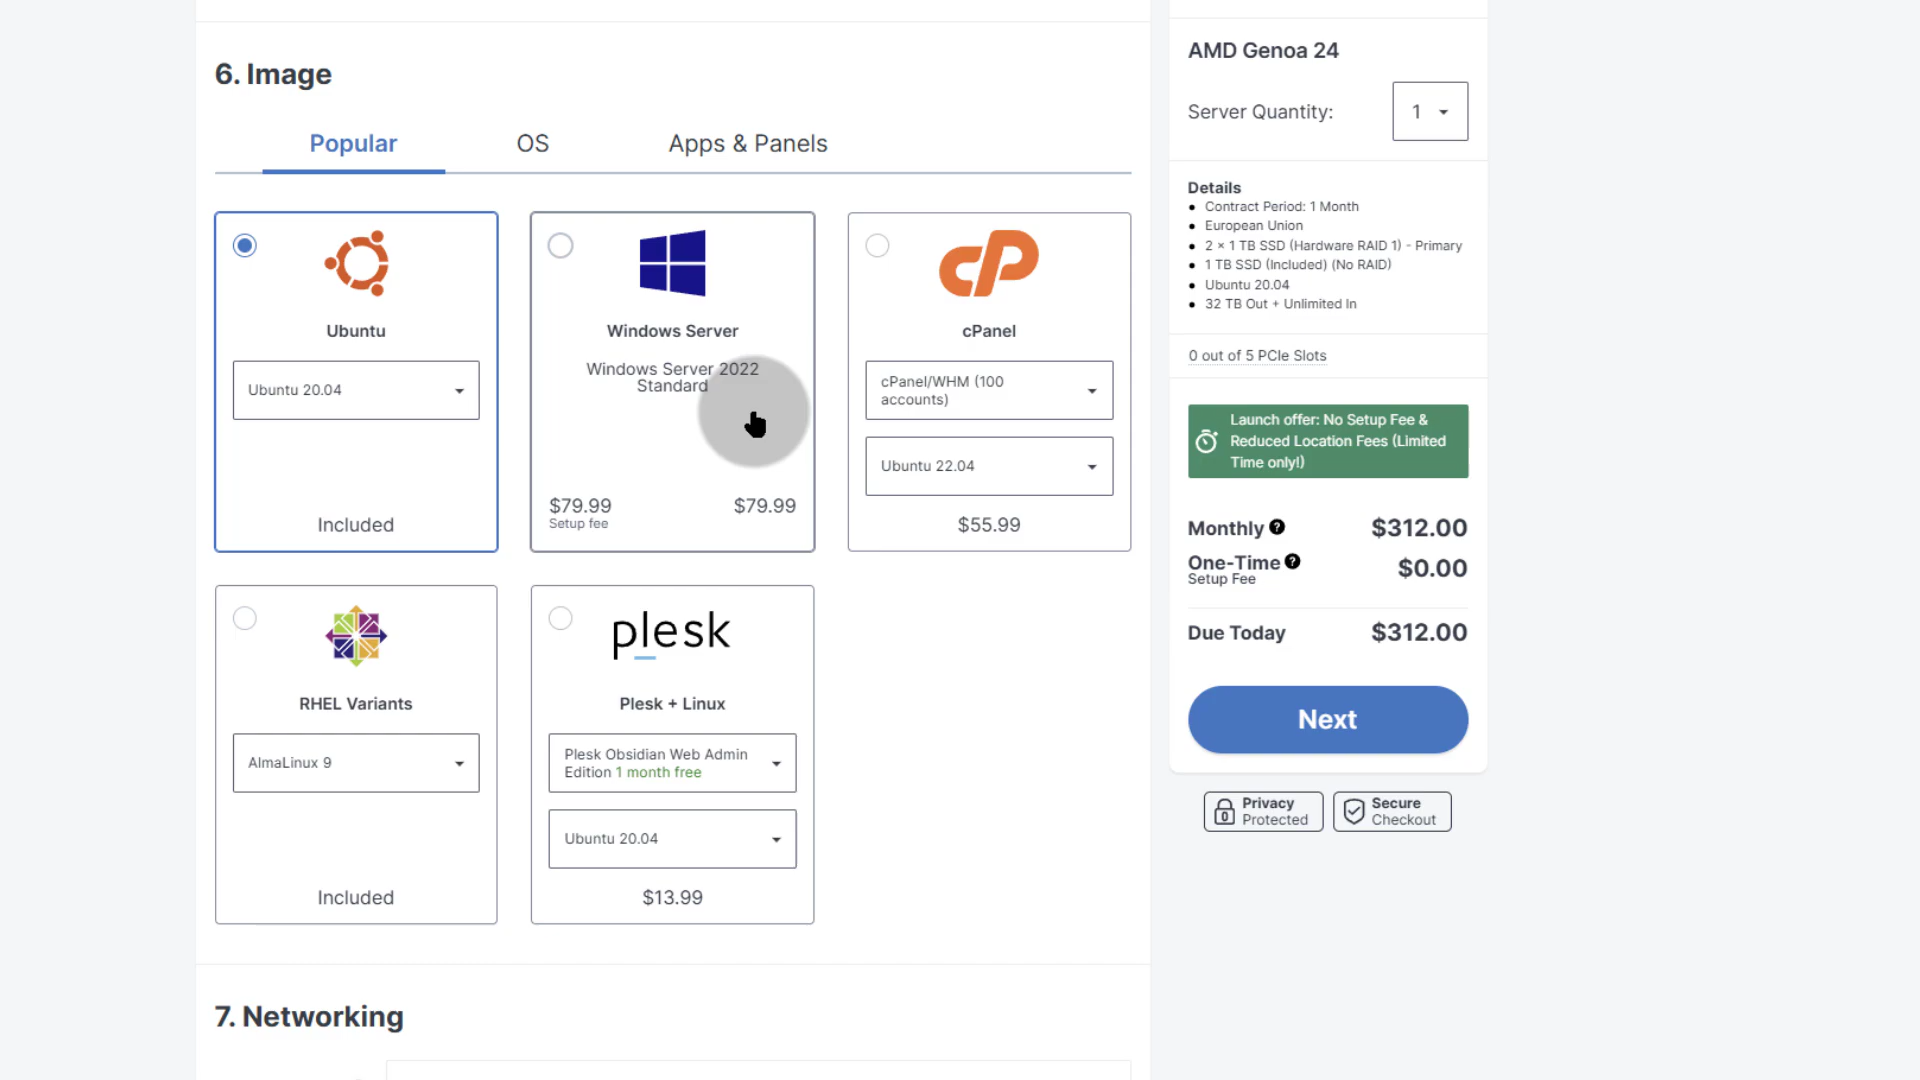 6. Image
Popular
OS
Apps & Panels
Ubuntu
Ubuntu 20.04
Included
Windows Server
Windows Server 2022
Standard
$79.99
Setup fee
$79.99
cP
cPanel
cPanel/WHM (100
accounts)
Ubuntu 22.04
$55.99
RHEL Variants
AlmaLinux 9
Included
plesk
Plesk + Linux
Plesk Obsidian Web Admin
Edition 1 month free
Ubuntu 20.04
$13.99
7. Networking
AMD Genoa 24
Server Quantity:
1
Details
Contract Period: 1 Month
European Union
2 × 1 TB SSD (Hardware RAID 1) - Primary
1 TB SSD (Included) (No RAID)
Ubuntu 20.04
32 TB Out + Unlimited In
0 out of 5 PCIe Slots
Launch offer: No Setup Fee &
Reduced Location Fees (Limited
Time only!)
Monthly ?
$312.00
One-Time ?
Setup Fee
$0.00
Due Today
$312.00
Next
Privacy
Protected
Secure
Checkout